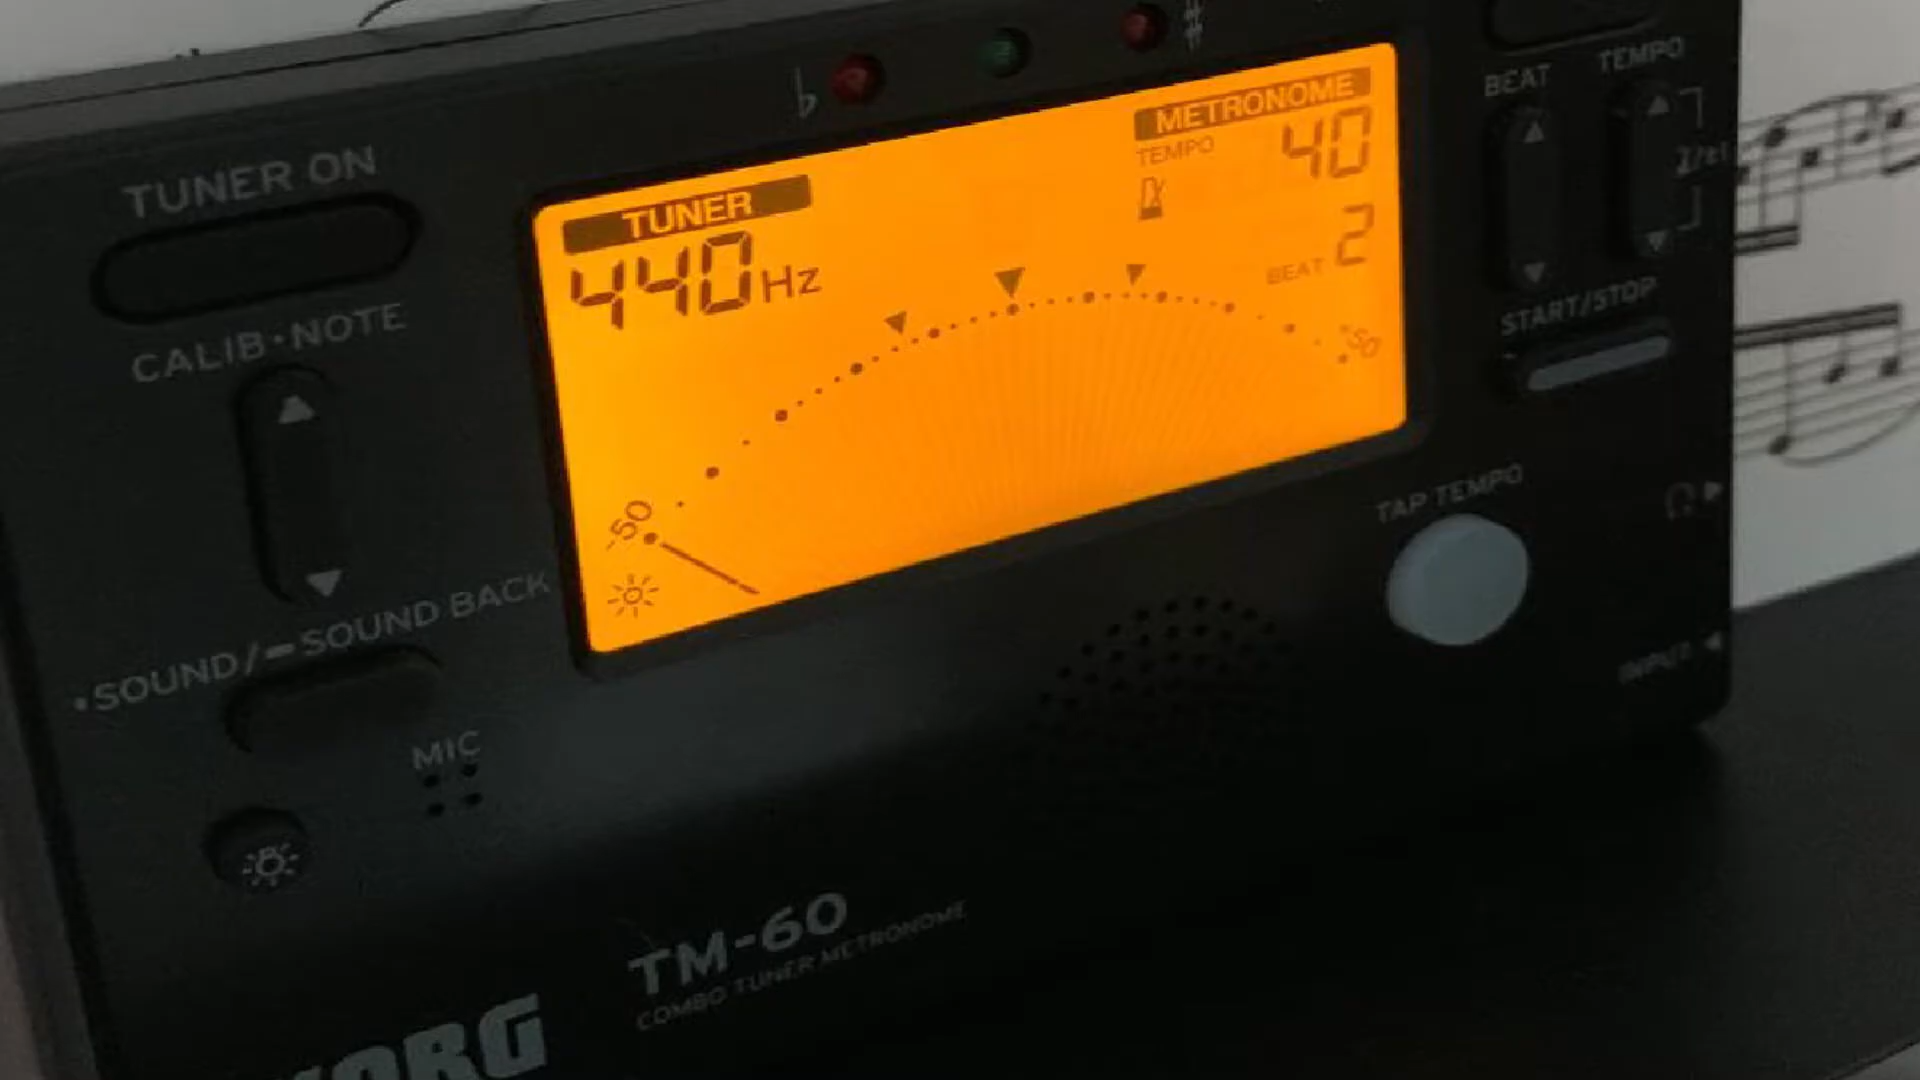 ♭ ♯
TUNER ON
CALIB•NOTE
•SOUND/━SOUND BACK
MIC
TUNER
440Hz
METRONOME
TEMPO 40
BEAT 2
-50
+50
BEAT
TEMPO
START/STOP
TAP TEMPO
TM-60
COMBO TUNER METRONOME
KORG